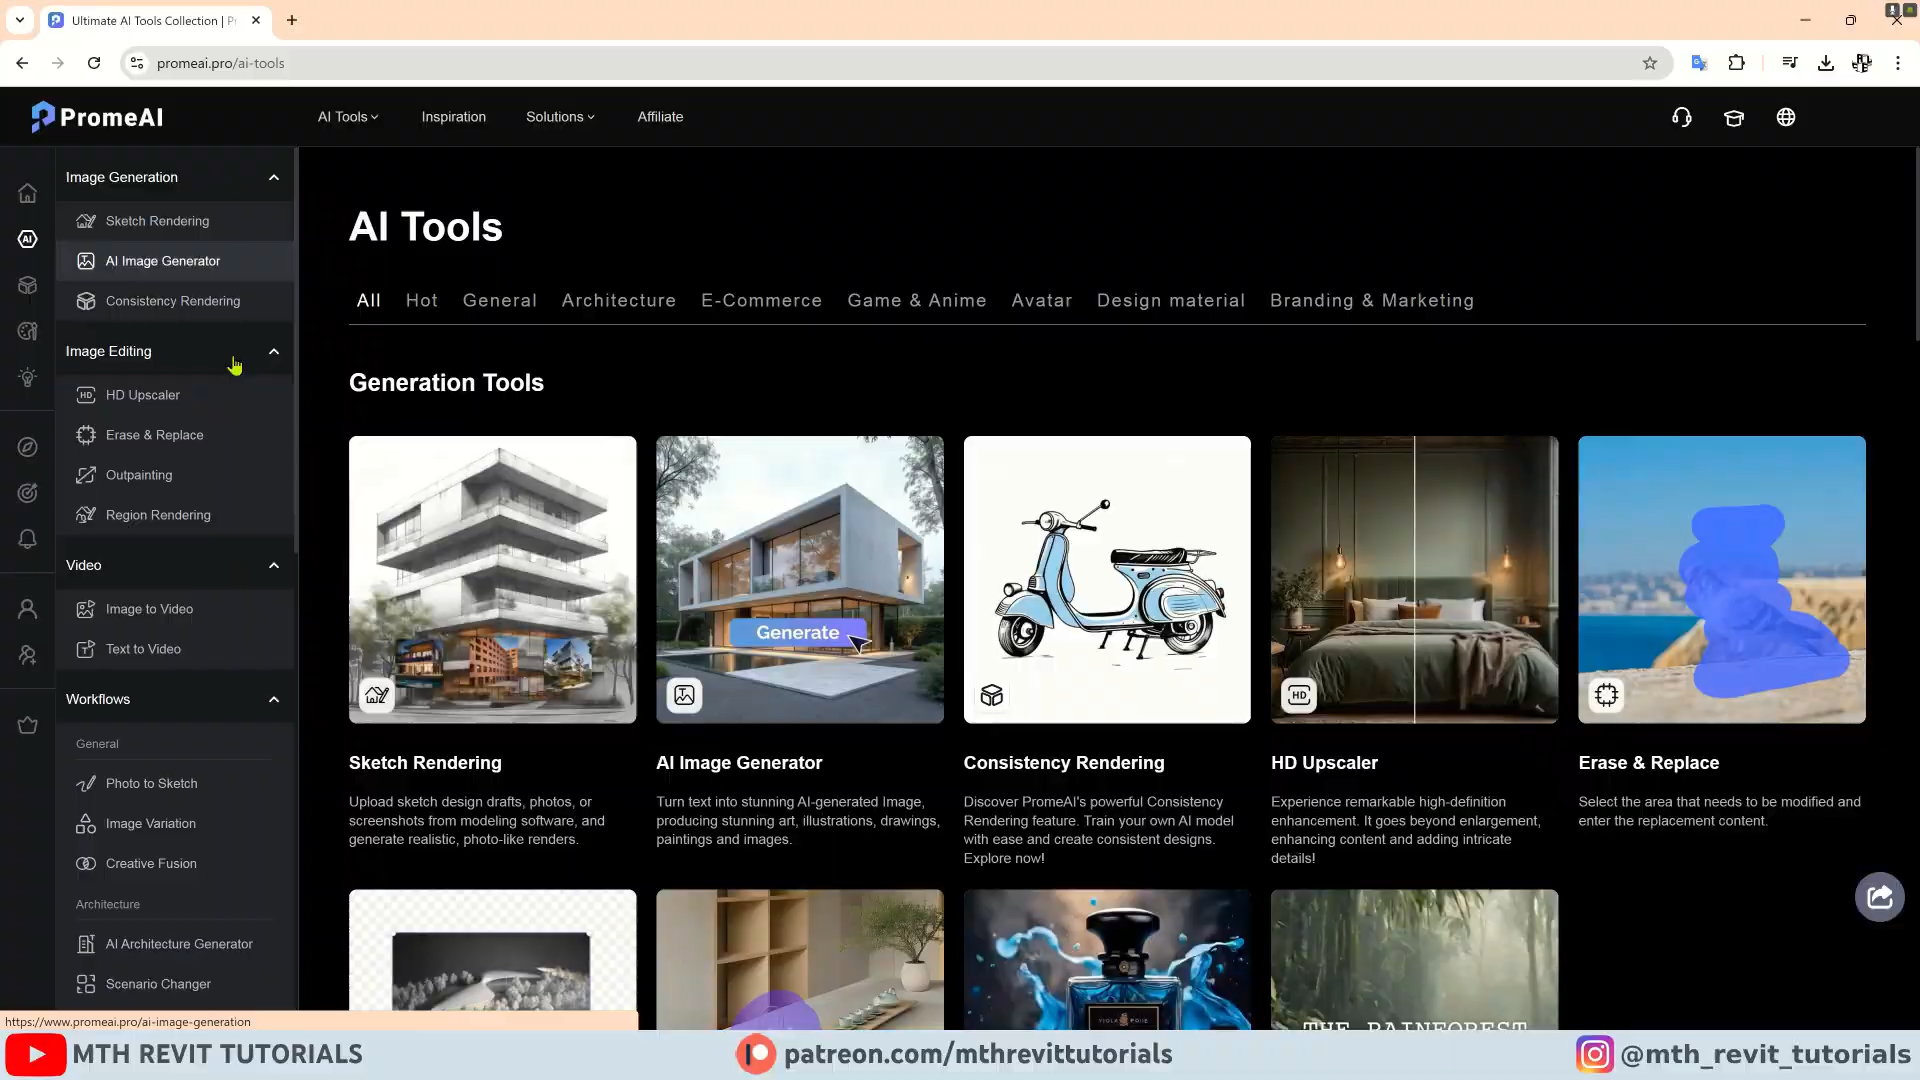 Ultimate AI Tools Collection | P
promeai.pro/ai-tools
PromeAI
AI Tools
Inspiration
Solutions
Affiliate
Image Generation
Sketch Rendering
AI Image Generator
Consistency Rendering
Image Editing
HD Upscaler
Erase & Replace
Outpainting
Region Rendering
Video
Image to Video
Text to Video
Workflows
General
Photo to Sketch
Image Variation
Creative Fusion
Architecture
AI Architecture Generator
Scenario Changer
AI Tools
All Hot General Architecture E-Commerce Game & Anime Avatar Design material Branding & Marketing
Generation Tools
Generate
HD
Sketch Rendering
Upload sketch design drafts, photos, or
screenshots from modeling software, and
generate realistic, photo-like renders.
AI Image Generator
Turn text into stunning AI-generated Image,
producing stunning art, illustrations, drawings,
paintings and images.
Consistency Rendering
Discover PromeAI's powerful Consistency
Rendering feature. Train your own AI model
with ease and create consistent designs.
Explore now!
HD Upscaler
Experience remarkable high-definition
enhancement. It goes beyond enlargement,
enhancing content and adding intricate
details!
Erase & Replace
Select the area that needs to be modified and
enter the replacement content.
THE RAINFOREST
https://www.promeai.pro/ai-image-generation
MTH REVIT TUTORIALS
patreon.com/mthrevittutorials
@mth_revit_tutorials